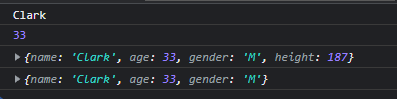 Clark
33
▸ {name: 'Clark', age: 33, gender: 'M', height: 187}
▸ {name: 'Clark', age: 33, gender: 'M'}